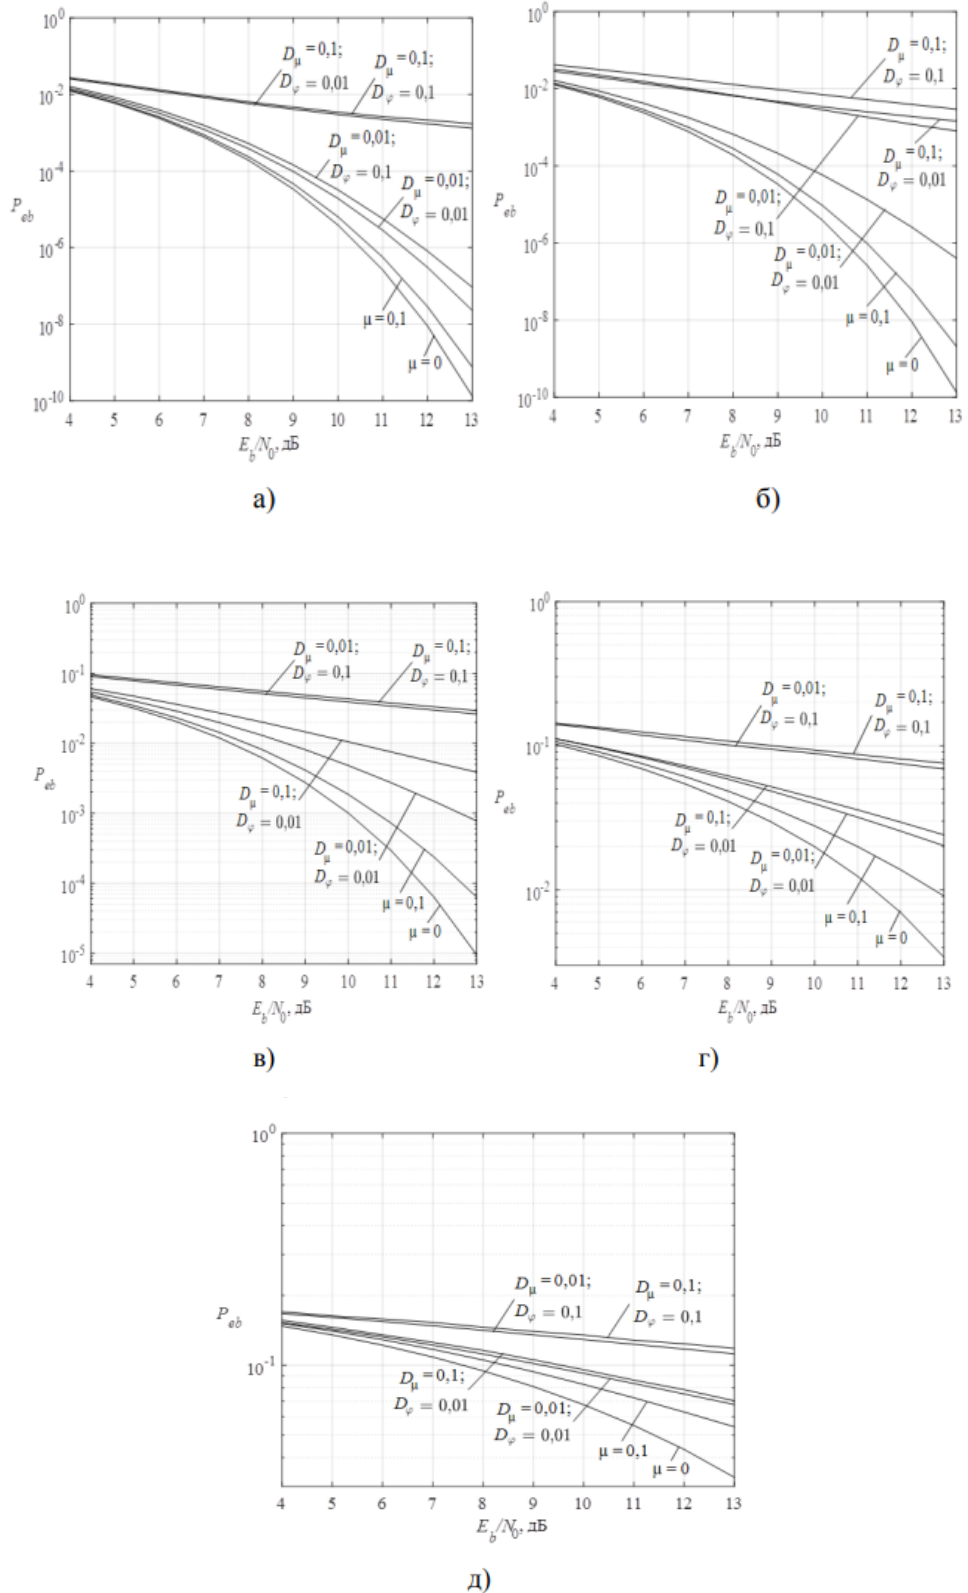 10⁰
10⁻²
10⁻⁴
10⁻⁶
10⁻⁸
10⁻¹⁰
P_eb
D_μ = 0,1;
D_φ = 0,01
D_μ = 0,1;
D_φ = 0,1
D_μ = 0,01;
D_φ = 0,1
D_μ = 0,01;
D_φ = 0,01
μ = 0,1
μ = 0
4 5 6 7 8 9 10 11 12 13
E_b/N_0, дБ
а)
10⁰
10⁻²
10⁻⁴
10⁻⁶
10⁻⁸
10⁻¹⁰
P_eb
D_μ = 0,1;
D_φ = 0,1
D_μ = 0,1;
D_φ = 0,01
D_μ = 0,01;
D_φ = 0,1
D_μ = 0,01;
D_φ = 0,01
μ = 0,1
μ = 0
4 5 6 7 8 9 10 11 12 13
E_b/N_0, дБ
б)
10⁰
10⁻¹
10⁻²
10⁻³
10⁻⁴
10⁻⁵
P_eb
D_μ = 0,01;
D_φ = 0,1
D_μ = 0,1;
D_φ = 0,1
D_μ = 0,1;
D_φ = 0,01
D_μ = 0,01;
D_φ = 0,01
μ = 0,1
μ = 0
4 5 6 7 8 9 10 11 12 13
E_b/N_0, дБ
в)
10⁰
10⁻¹
10⁻²
P_eb
D_μ = 0,01;
D_φ = 0,1
D_μ = 0,1;
D_φ = 0,1
D_μ = 0,1;
D_φ = 0,01
D_μ = 0,01;
D_φ = 0,01
μ = 0,1
μ = 0
4 5 6 7 8 9 10 11 12 13
E_b/N_0, дБ
г)
10⁰
10⁻¹
P_eb
D_μ = 0,01;
D_φ = 0,1
D_μ = 0,1;
D_φ = 0,1
D_μ = 0,1;
D_φ = 0,01
D_μ = 0,01;
D_φ = 0,01
μ = 0,1
μ = 0
4 5 6 7 8 9 10 11 12 13
E_b/N_0, дБ
д)